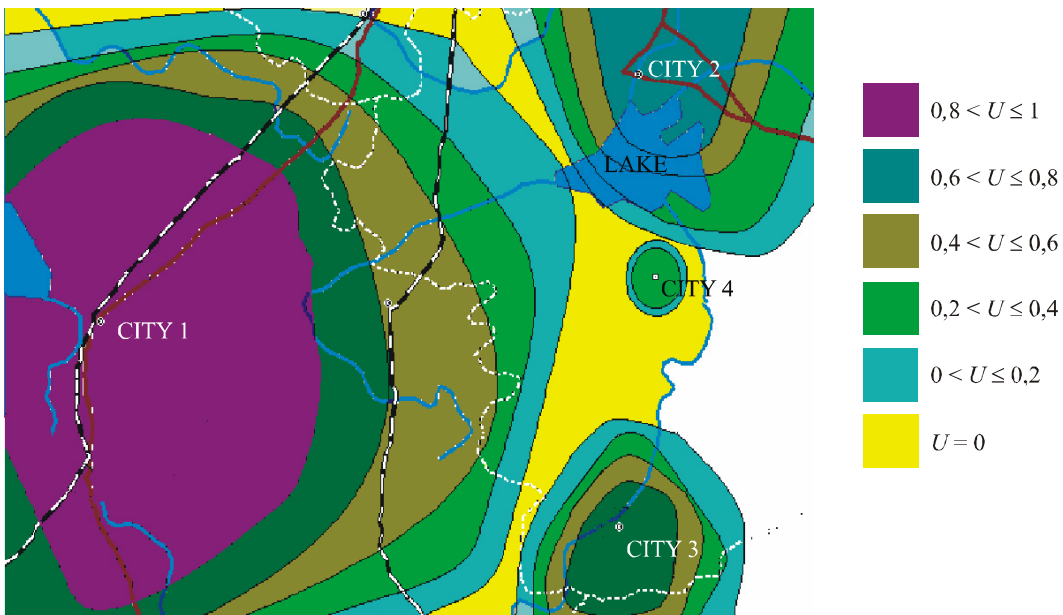 CITY 2
LAKE
CITY 4
CITY 1
CITY 3
0,8 < U ≤ 1
0,6 < U ≤ 0,8
0,4 < U ≤ 0,6
0,2 < U ≤ 0,4
0 < U ≤ 0,2
U = 0